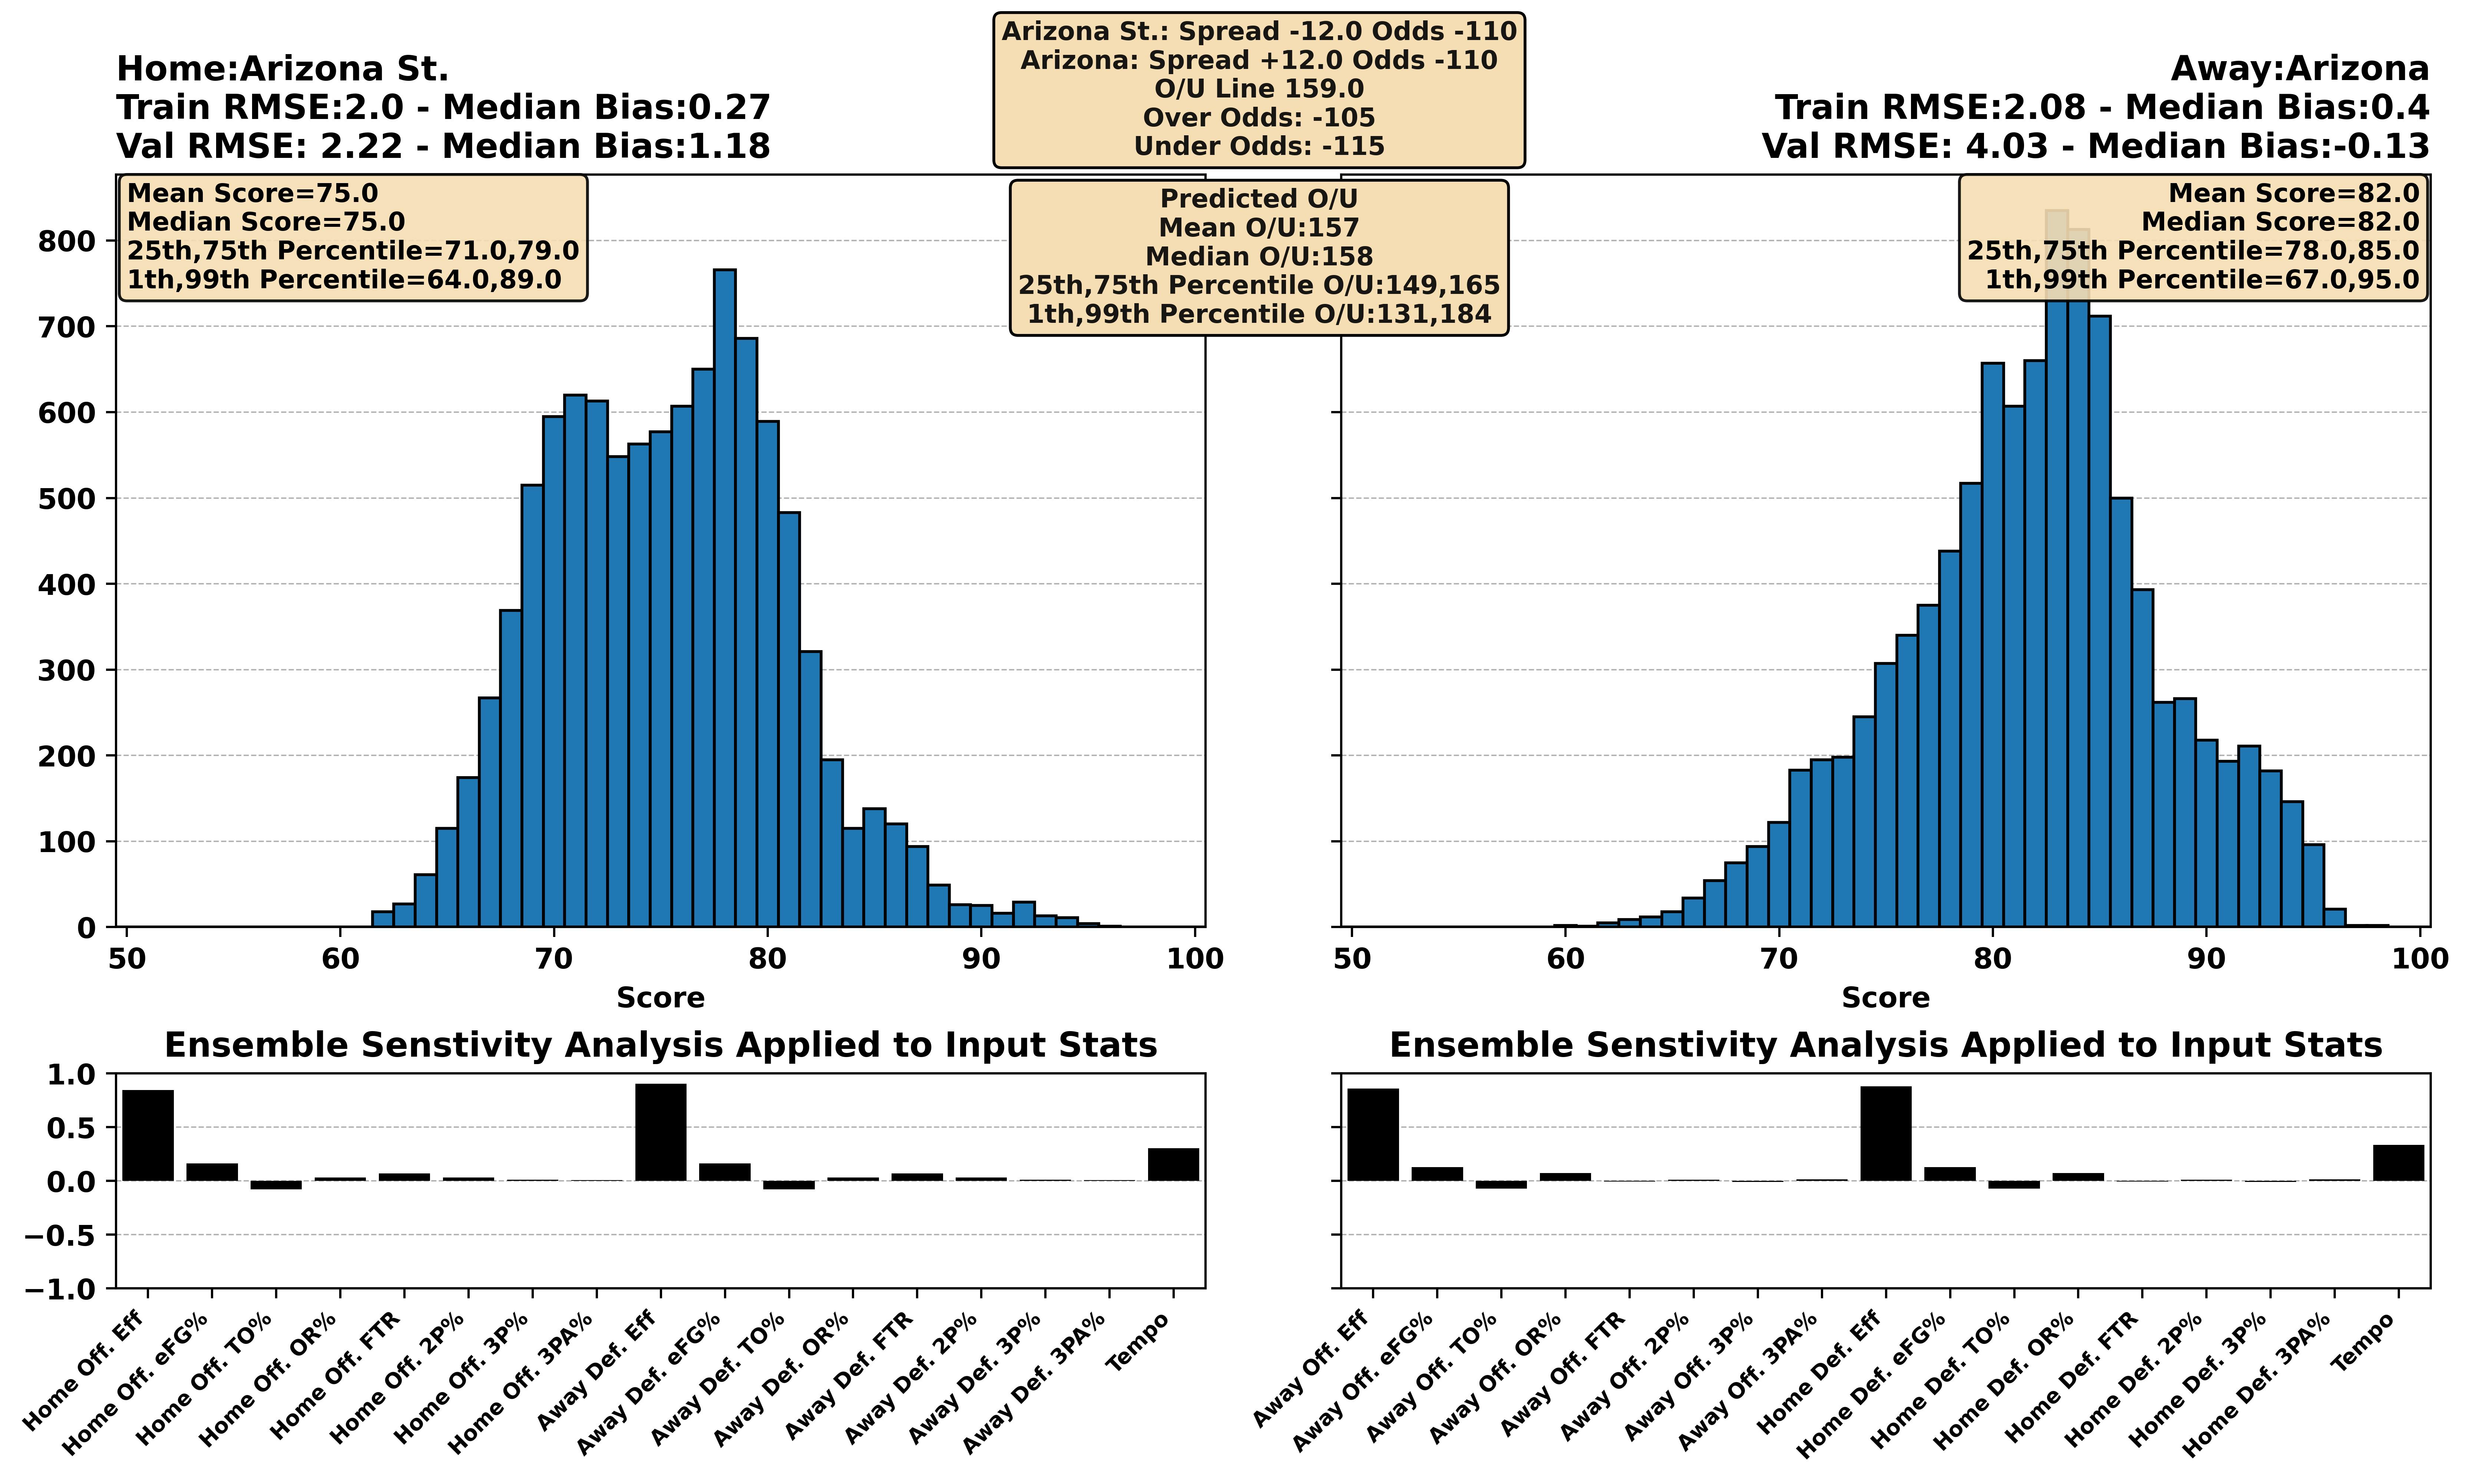 Arizona St.: Spread -12.0 Odds -110
Arizona: Spread +12.0 Odds -110
O/U Line 159.0
Over Odds: -105
Under Odds: -115
Home:Arizona St.
Train RMSE:2.0 - Median Bias:0.27
Val RMSE: 2.22 - Median Bias:1.18
Away:Arizona
Train RMSE:2.08 - Median Bias:0.4
Val RMSE: 4.03 - Median Bias:-0.13
Mean Score=75.0
Median Score=75.0
25th,75th Percentile=71.0,79.0
1th,99th Percentile=64.0,89.0
Predicted O/U
Mean O/U:157
Median O/U:158
25th,75th Percentile O/U:149,165
1th,99th Percentile O/U:131,184
Mean Score=82.0
Median Score=82.0
25th,75th Percentile=78.0,85.0
1th,99th Percentile=67.0,95.0
800
700
600
500
400
300
200
100
0
50 60 70 80 90 100
Score
50 60 70 80 90 100
Score
Ensemble Senstivity Analysis Applied to Input Stats
Ensemble Senstivity Analysis Applied to Input Stats
1.0
0.5
0.0
−0.5
−1.0
Home Off. Eff
Home Off. eFG%
Home Off. TO%
Home Off. OR%
Home Off. FTR
Home Off. 2P%
Home Off. 3P%
Home Off. 3PA%
Away Def. Eff
Away Def. eFG%
Away Def. TO%
Away Def. OR%
Away Def. FTR
Away Def. 2P%
Away Def. 3P%
Away Def. 3PA%
Tempo
Away Off. Eff
Away Off. eFG%
Away Off. TO%
Away Off. OR%
Away Off. FTR
Away Off. 2P%
Away Off. 3P%
Away Off. 3PA%
Home Def. Eff
Home Def. eFG%
Home Def. TO%
Home Def. OR%
Home Def. FTR
Home Def. 2P%
Home Def. 3P%
Home Def. 3PA%
Tempo